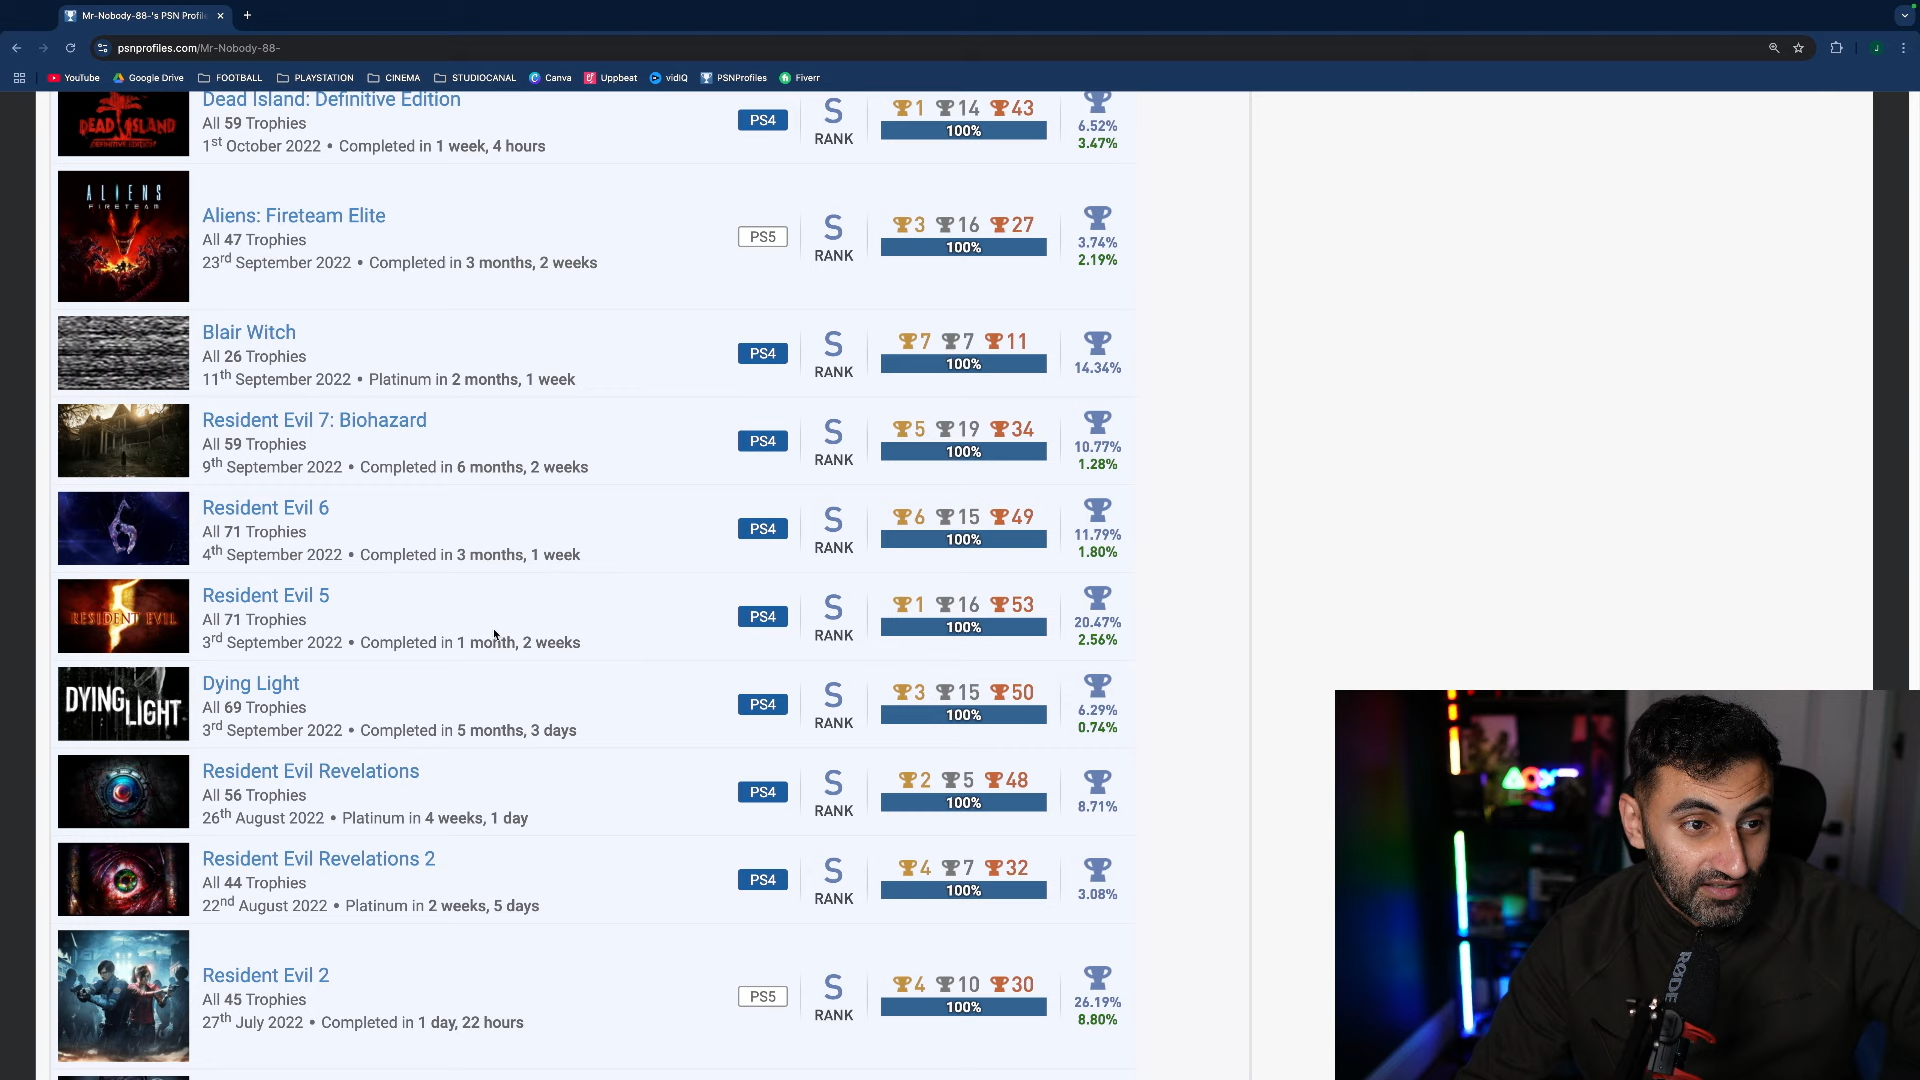 Mr-Nobody-88-'s PSN Profile
psnprofiles.com/Mr-Nobody-88-
J
YouTube Google Drive FOOTBALL PLAYSTATION CINEMA STUDIOCANAL Canva Uppbeat vidIQ PSNProfiles Fiverr
DEAD ISLAND
DEFINITIVE EDITION
Dead Island: Definitive Edition
All 59 Trophies
1st October 2022 • Completed in 1 week, 4 hours
PS4
S
RANK
1 14 43
100%
6.52%
3.47%
ALIENS
FIRETEAM
Aliens: Fireteam Elite
All 47 Trophies
23rd September 2022 • Completed in 3 months, 2 weeks
PS5
S
RANK
3 16 27
100%
3.74%
2.19%
Blair Witch
All 26 Trophies
11th September 2022 • Platinum in 2 months, 1 week
PS4
S
RANK
7 7 11
100%
14.34%
Resident Evil 7: Biohazard
All 59 Trophies
9th September 2022 • Completed in 6 months, 2 weeks
PS4
S
RANK
5 19 34
100%
10.77%
1.28%
Resident Evil 6
All 71 Trophies
4th September 2022 • Completed in 3 months, 1 week
PS4
S
RANK
6 15 49
100%
11.79%
1.80%
RESIDENT EVIL
5
Resident Evil 5
All 71 Trophies
3rd September 2022 • Completed in 1 month, 2 weeks
PS4
S
RANK
1 16 53
100%
20.47%
2.56%
DYING LIGHT
Dying Light
All 69 Trophies
3rd September 2022 • Completed in 5 months, 3 days
PS4
S
RANK
3 15 50
100%
6.29%
0.74%
Resident Evil Revelations
All 56 Trophies
26th August 2022 • Platinum in 4 weeks, 1 day
PS4
S
RANK
2 5 48
100%
8.71%
Resident Evil Revelations 2
All 44 Trophies
22nd August 2022 • Platinum in 2 weeks, 5 days
PS4
S
RANK
4 7 32
100%
3.08%
Resident Evil 2
All 45 Trophies
27th July 2022 • Completed in 1 day, 22 hours
PS5
S
RANK
4 10 30
100%
26.19%
8.80%
RØDE